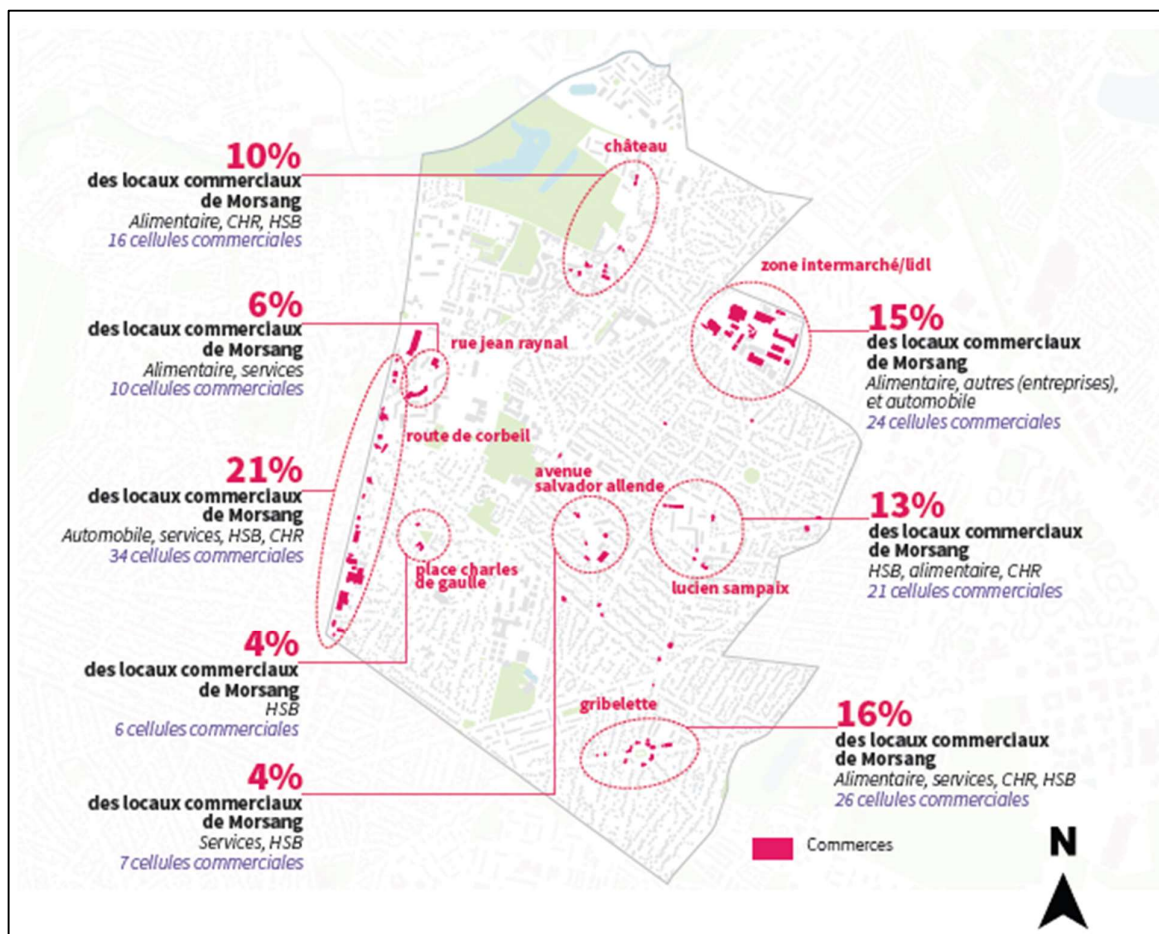 château
10%
des locaux commerciaux
de Morsang
Alimentaire, CHR, HSB
16 cellules commerciales
zone intermarché/lidl
6%
des locaux commerciaux
de Morsang
Alimentaire, services
10 cellules commerciales
rue jean raynal
15%
des locaux commerciaux
de Morsang
Alimentaire, autres (entreprises),
et automobile
24 cellules commerciales
route de corbeil
21%
des locaux commerciaux
de Morsang
Automobile, services, HSB, CHR
34 cellules commerciales
avenue
salvador allende
13%
des locaux commerciaux
de Morsang
HSB, alimentaire, CHR
21 cellules commerciales
place charles
de gaulle
lucien sampaix
4%
des locaux commerciaux
de Morsang
HSB
6 cellules commerciales
gribelette
16%
des locaux commerciaux
de Morsang
Alimentaire, services, CHR, HSB
26 cellules commerciales
4%
des locaux commerciaux
de Morsang
Services, HSB
7 cellules commerciales
Commerces
N